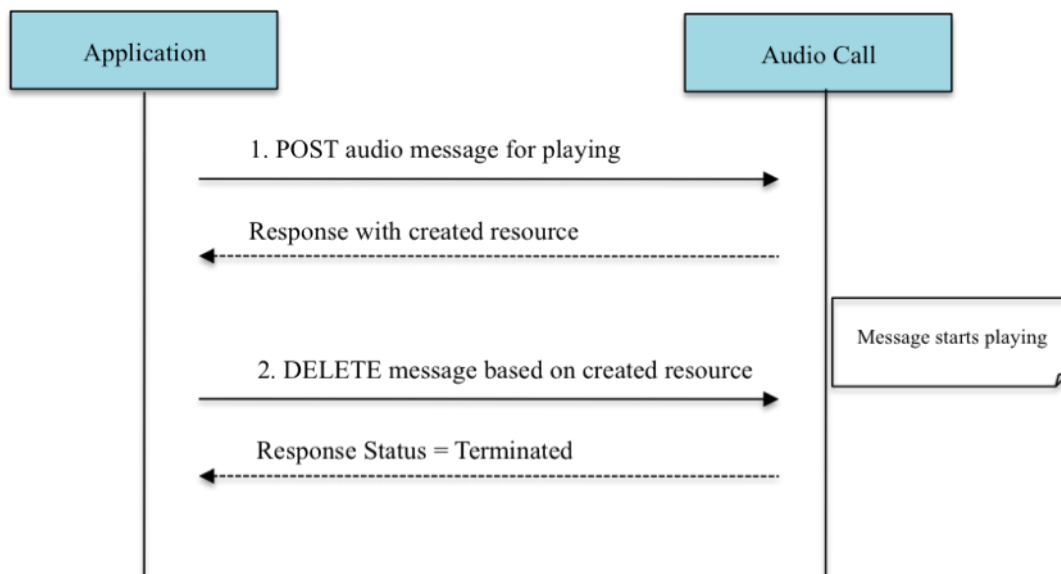 Application
Audio Call
1. POST audio message for playing
Response with created resource
Message starts playing
2. DELETE message based on created resource
Response Status = Terminated